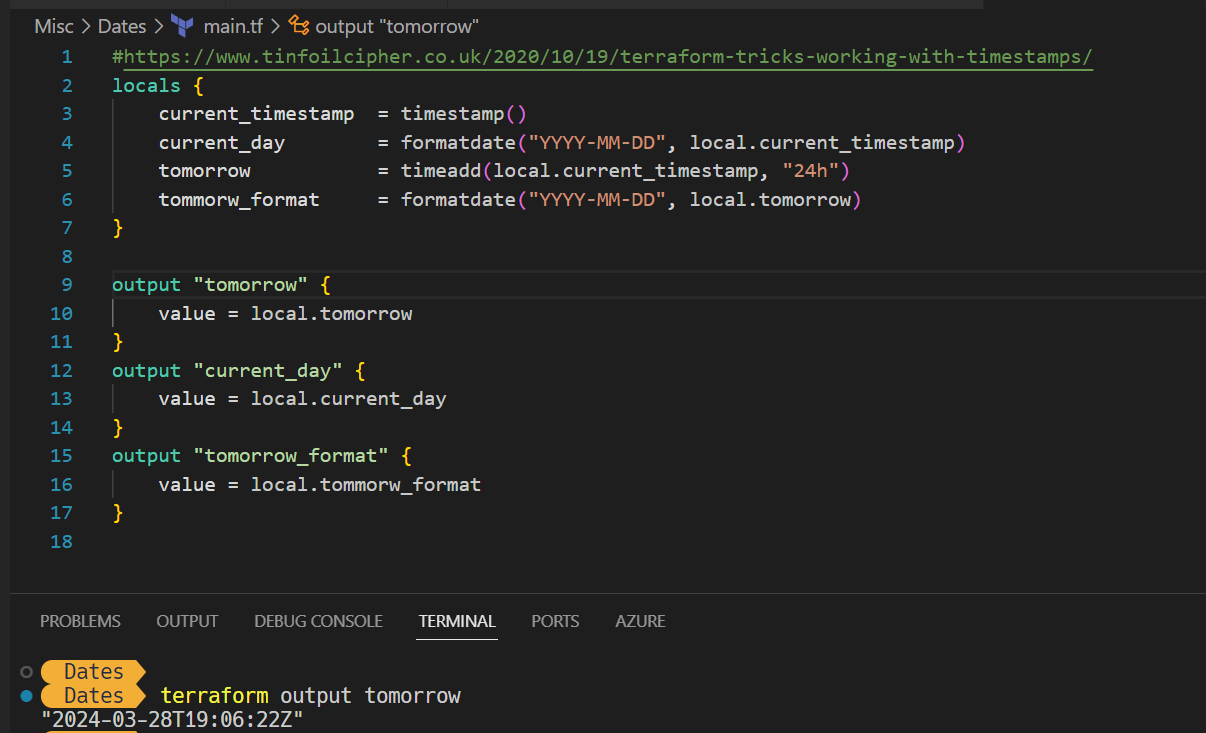 Misc > Dates > main.tf > output "tomorrow"
1 #https://www.tinfoilcipher.co.uk/2020/10/19/terraform-tricks-working-with-timestamps/
2 locals {
3     current_timestamp  = timestamp()
4     current_day        = formatdate("YYYY-MM-DD", local.current_timestamp)
5     tomorrow           = timeadd(local.current_timestamp, "24h")
6     tommorw_format     = formatdate("YYYY-MM-DD", local.tomorrow)
7 }
8
9 output "tomorrow" {
10     value = local.tomorrow
11 }
12 output "current_day" {
13     value = local.current_day
14 }
15 output "tomorrow_format" {
16     value = local.tommorw_format
17 }
18
PROBLEMS OUTPUT DEBUG CONSOLE TERMINAL PORTS AZURE
Dates
Dates terraform output tomorrow
"2024-03-28T19:06:22Z"